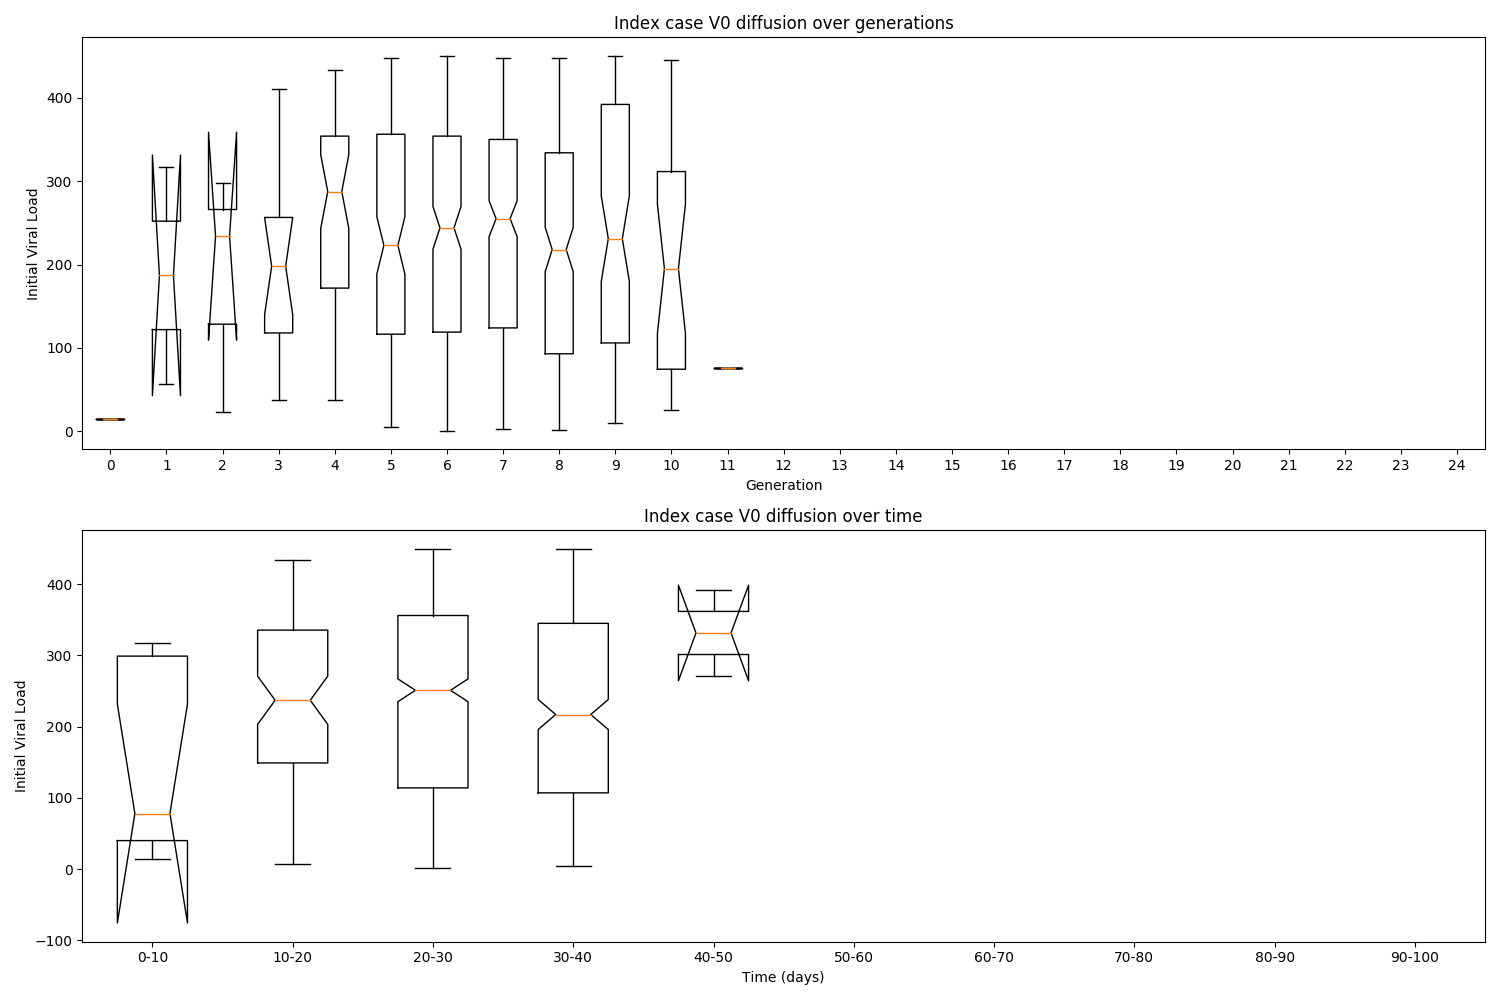 Index case V0 diffusion over generations
400
300
200
100
0
Initial Viral Load
0 1 2 3 4 5 6 7 8 9 10 11 12 13 14 15 16 17 18 19 20 21 22 23 24
Generation
Index case V0 diffusion over time
400
300
200
100
0
−100
Initial Viral Load
0-10 10-20 20-30 30-40 40-50 50-60 60-70 70-80 80-90 90-100
Time (days)